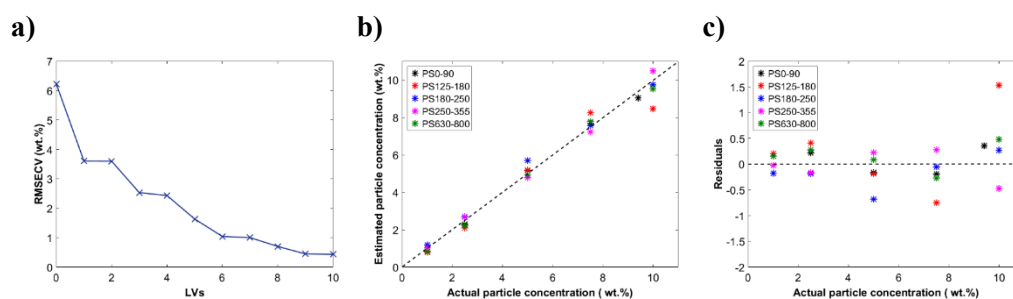 a)
b)
c)
7
6
5
4
3
2
1
0
0 2 4 6 8 10
RMSECV (wt.%)
LVs
10
8
6
4
2
0
0 2 4 6 8 10
PS0-90
PS125-180
PS180-250
PS250-355
PS630-800
Estimated particle concentration (wt.%)
Actual particle concentration ( wt.%)
2
1.5
1
0.5
0
-0.5
-1
-1.5
-2
0 2 4 6 8 10
PS0-90
PS125-180
PS180-250
PS250-355
PS630-800
Residuals
Actual particle concentration ( wt.%)